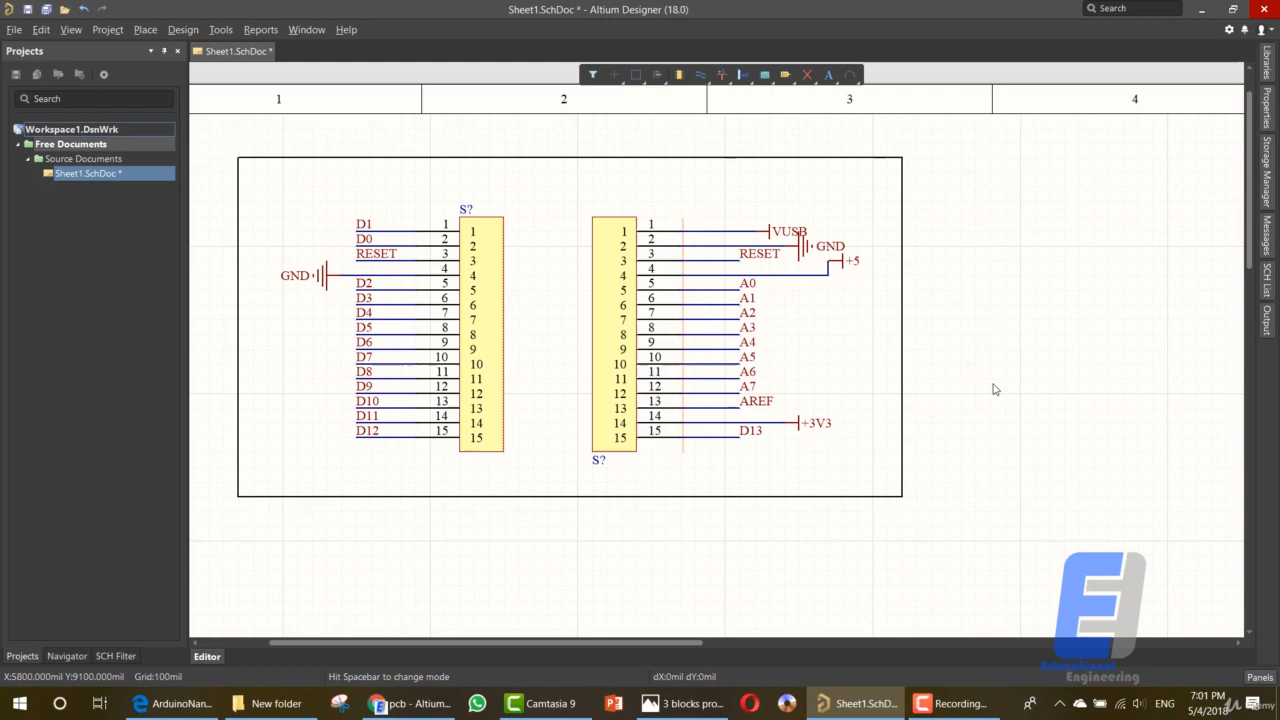 Sheet1.SchDoc * - Altium Designer (18.0)
Search
File Edit View Project Place Design Tools Reports Window Help
Projects
Sheet1.SchDoc *
Search
Workspace1.DsnWrk
Free Documents
Source Documents
Sheet1.SchDoc *
1 2 3 4
S?
D1 1 1
D0 2 2
RESET 3 3
GND 4 4
D2 5 5
D3 6 6
D4 7 7
D5 8 8
D6 9 9
D7 10 10
D8 11 11
D9 12 12
D10 13 13
D11 14 14
D12 15 15
1 1 VUSB
2 2 GND
3 3 RESET
4 4 +5
5 5 A0
6 6 A1
7 7 A2
8 8 A3
9 9 A4
10 10 A5
11 11 A6
12 12 A7
13 13 AREF
14 14 +3V3
15 15 D13
S?
Libraries
Properties
Storage Manager
Messages
SCH List
Output
Educational
Engineering
Projects Navigator SCH Filter
Editor
X:5800.000mil Y:9100.000mil Grid:100mil Hit Spacebar to change mode dX:0mil dY:0mil Panels
ArduinoNan... New folder pcb - Altium... Camtasia 9 3 blocks pro... Sheet1.SchD... Recording... ENG
7:01 PM
5/4/2018
Udemy